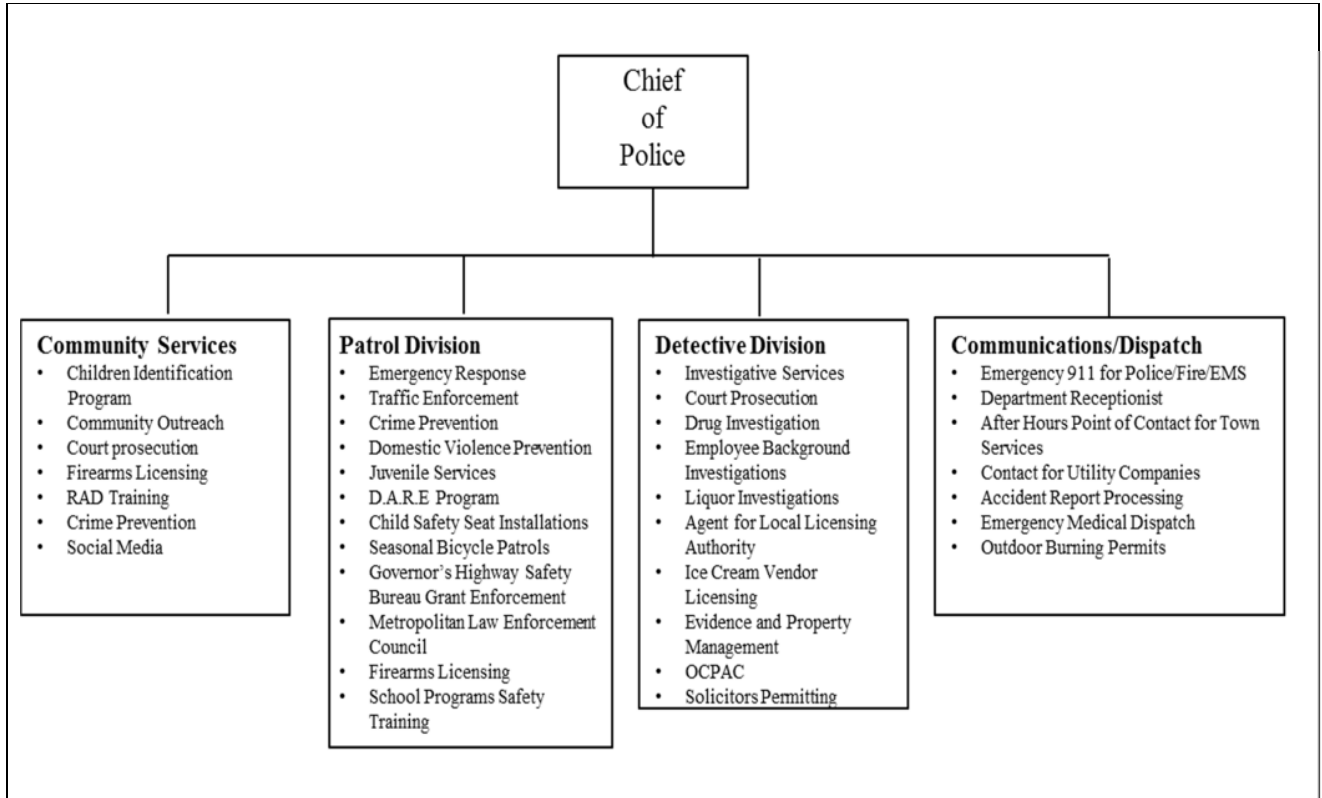 Chief
of
Police
Community Services
• Children Identification
Program
• Community Outreach
• Court prosecution
• Firearms Licensing
• RAD Training
• Crime Prevention
• Social Media
Patrol Division
• Emergency Response
• Traffic Enforcement
• Crime Prevention
• Domestic Violence Prevention
• Juvenile Services
• D.A.R.E Program
• Child Safety Seat Installations
• Seasonal Bicycle Patrols
• Governor's Highway Safety
Bureau Grant Enforcement
• Metropolitan Law Enforcement
Council
• Firearms Licensing
• School Programs Safety
Training
Detective Division
• Investigative Services
• Court Prosecution
• Drug Investigation
• Employee Background
Investigations
• Liquor Investigations
• Agent for Local Licensing
Authority
• Ice Cream Vendor
Licensing
• Evidence and Property
Management
• OCPAC
• Solicitors Permitting
Communications/Dispatch
• Emergency 911 for Police/Fire/EMS
• Department Receptionist
• After Hours Point of Contact for Town
Services
• Contact for Utility Companies
• Accident Report Processing
• Emergency Medical Dispatch
• Outdoor Burning Permits